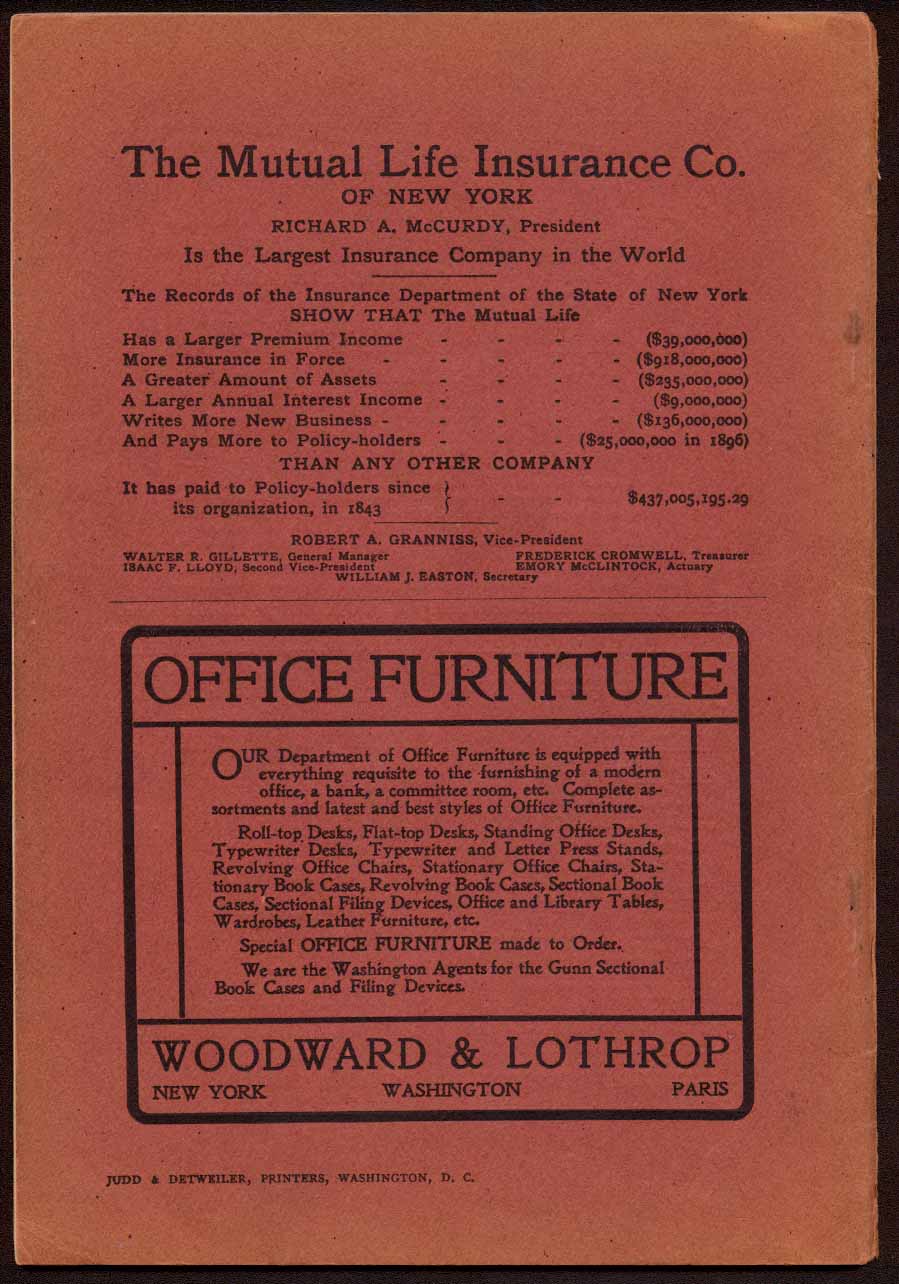 The Mutual Life Insurance Co.
OF NEW YORK
RICHARD A. McCURDY, President
Is the Largest Insurance Company in the World
The Records of the Insurance Department of the State of New York
SHOW THAT The Mutual Life
Has a Larger Premium Income - - - - ($39,000,000)
More Insurance in Force - - - - - ($918,000,000)
A Greater Amount of Assets - - - - ($235,000,000)
A Larger Annual Interest Income - - - - ($9,000,000)
Writes More New Business - - - - - ($136,000,000)
And Pays More to Policy-holders - - - ($25,000,000 in 1896)
THAN ANY OTHER COMPANY
It has paid to Policy-holders since }
its organization, in 1843 - - $437,005,195.29
ROBERT A. GRANNISS, Vice-President
WALTER R. GILLETTE, General Manager FREDERICK CROMWELL, Treasurer
ISAAC F. LLOYD, Second Vice-President EMORY McCLINTOCK, Actuary
WILLIAM J. EASTON, Secretary
OFFICE FURNITURE
OUR Department of Office Furniture is equipped with
everything requisite to the furnishing of a modern
office, a bank, a committee room, etc. Complete as-
sortments and latest and best styles of Office Furniture.
Roll-top Desks, Flat-top Desks, Standing Office Desks,
Typewriter Desks, Typewriter and Letter Press Stands,
Revolving Office Chairs, Stationary Office Chairs, Sta-
tionary Book Cases, Revolving Book Cases, Sectional Book
Cases, Sectional Filing Devices, Office and Library Tables,
Wardrobes, Leather Furniture, etc.
Special OFFICE FURNITURE made to Order.
We are the Washington Agents for the Gunn Sectional
Book Cases and Filing Devices.
WOODWARD & LOTHROP
NEW YORK WASHINGTON PARIS
JUDD & DETWEILER, PRINTERS, WASHINGTON, D. C.